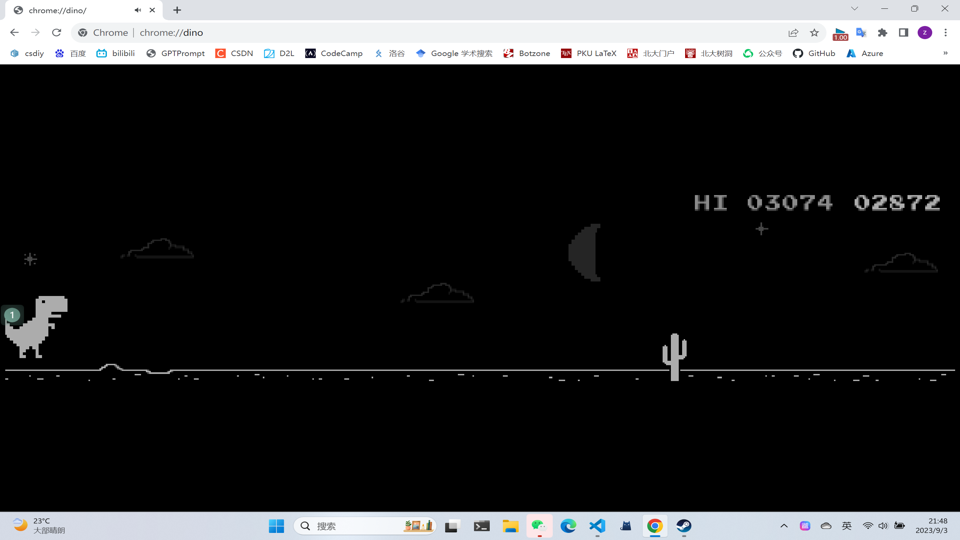 chrome://dino/
Chrome | chrome://dino
1.00
z
csdiy 百度 bilibili GPTPrompt CSDN D2L CodeCamp 洛谷 Google 学术搜索 Botzone PKU LaTeX 北大门户 北大树洞 公众号 GitHub Azure »
HI 03074 02872
1
23°C
大部晴朗
搜索
英
21:48
2023/9/3